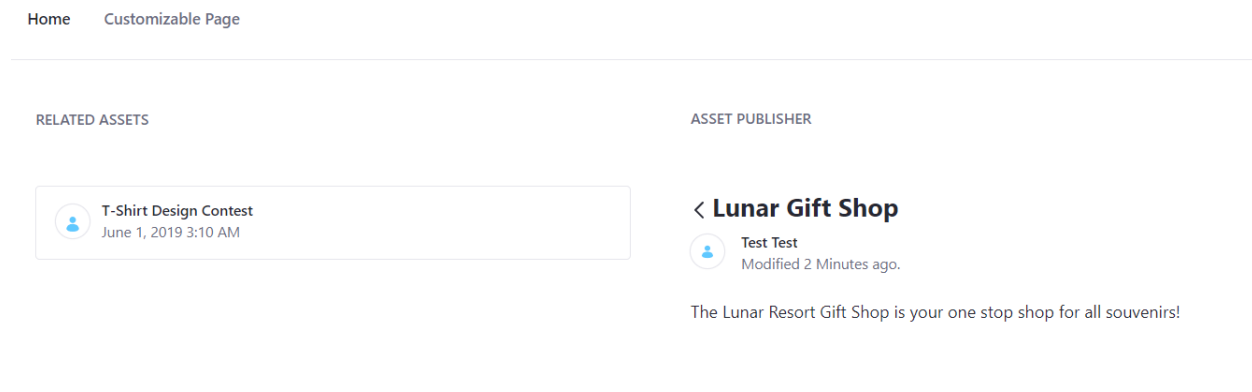 Home Customizable Page
RELATED ASSETS
T-Shirt Design Contest
June 1, 2019 3:10 AM
ASSET PUBLISHER
Lunar Gift Shop
Test Test
Modified 2 Minutes ago.
The Lunar Resort Gift Shop is your one stop shop for all souvenirs!